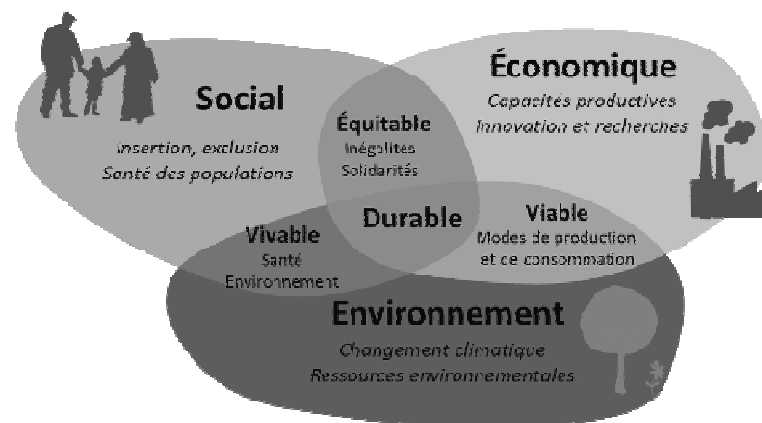 Social
Insertion, exclusion
Santé des populations
Économique
Capacités productives
Innovation et recherches
Équitable
Inégalités
Solidarités
Durable
Vivable
Santé
Environnement
Viable
Modes de production
et de consommation
Environnement
Changement climatique
Ressources environnementales